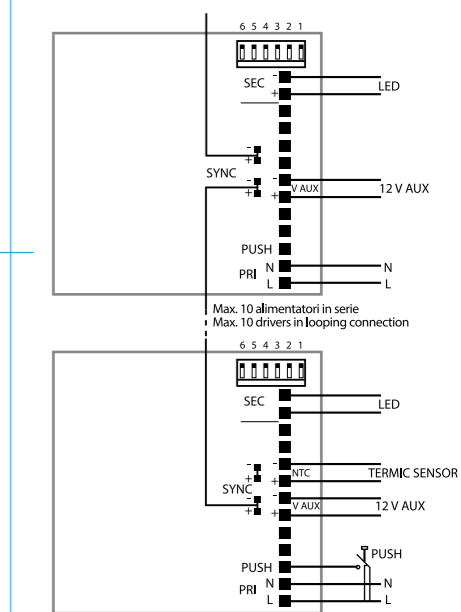 6 5 4 3 2 1
SEC - LED
+
-
+
SYNC
-
+
- V AUX 12 V AUX
+
PUSH
PRI N N
L L
Max. 10 alimentatori in serie
Max. 10 drivers in looping connection
6 5 4 3 2 1
SEC LED
- - NTC TERMIC SENSOR
+ +
SYNC
- - V AUX 12 V AUX
+ +
PUSH PUSH
PRI N N
L L